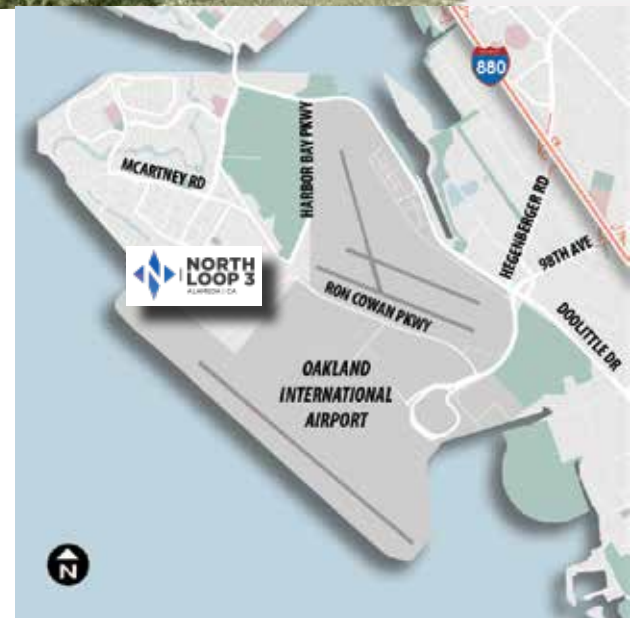 880
MCARTNEY RD
HARBOR BAY PKWY
HEGENBERGER RD
98TH AVE
NORTH
LOOP 3
ALAMEDA | CA
RON COWAN PKWY
DOOLITTLE DR
OAKLAND
INTERNATIONAL
AIRPORT
N